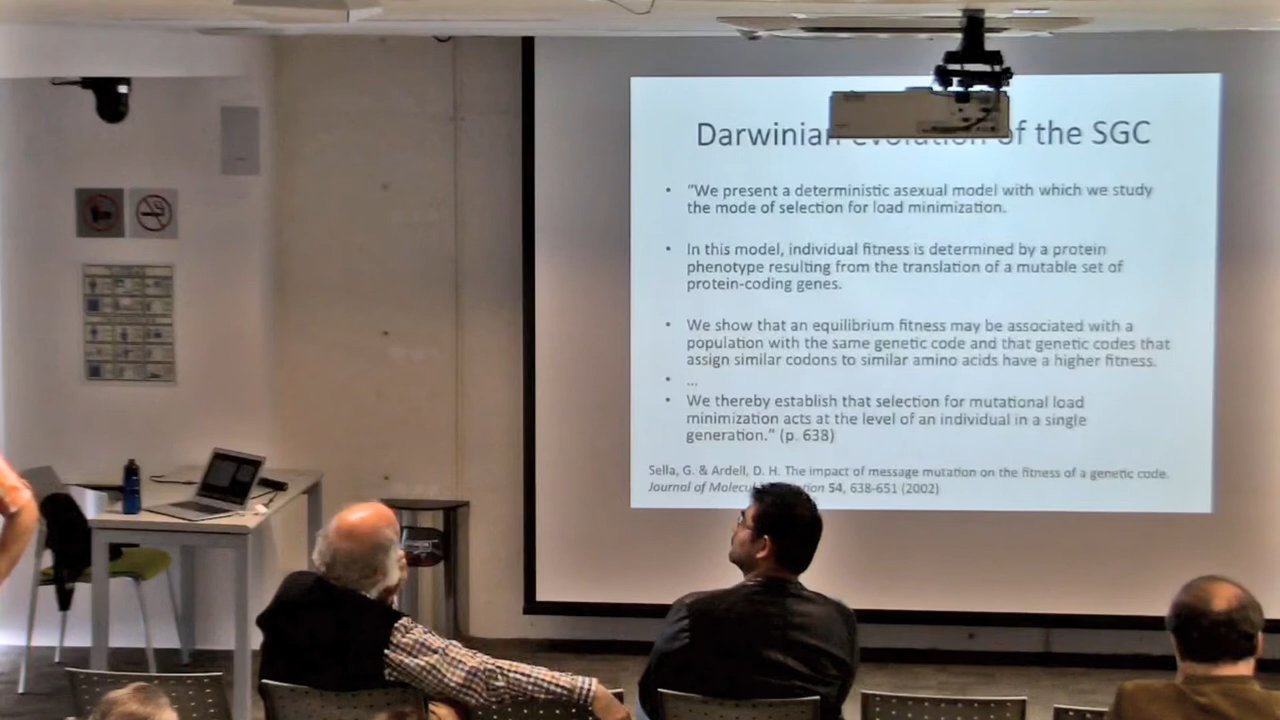 Darwinian evolution of the SGC
• "We present a deterministic asexual model with which we study
the mode of selection for load minimization.
• In this model, individual fitness is determined by a protein
phenotype resulting from the translation of a mutable set of
protein-coding genes.
• We show that an equilibrium fitness may be associated with a
population with the same genetic code and that genetic codes that
assign similar codons to similar amino acids have a higher fitness.
• ...
• We thereby establish that selection for mutational load
minimization acts at the level of an individual in a single
generation." (p. 638)
Sella, G. & Ardell, D. H. The impact of message mutation on the fitness of a genetic code.
Journal of 54, 638-651 (2002)